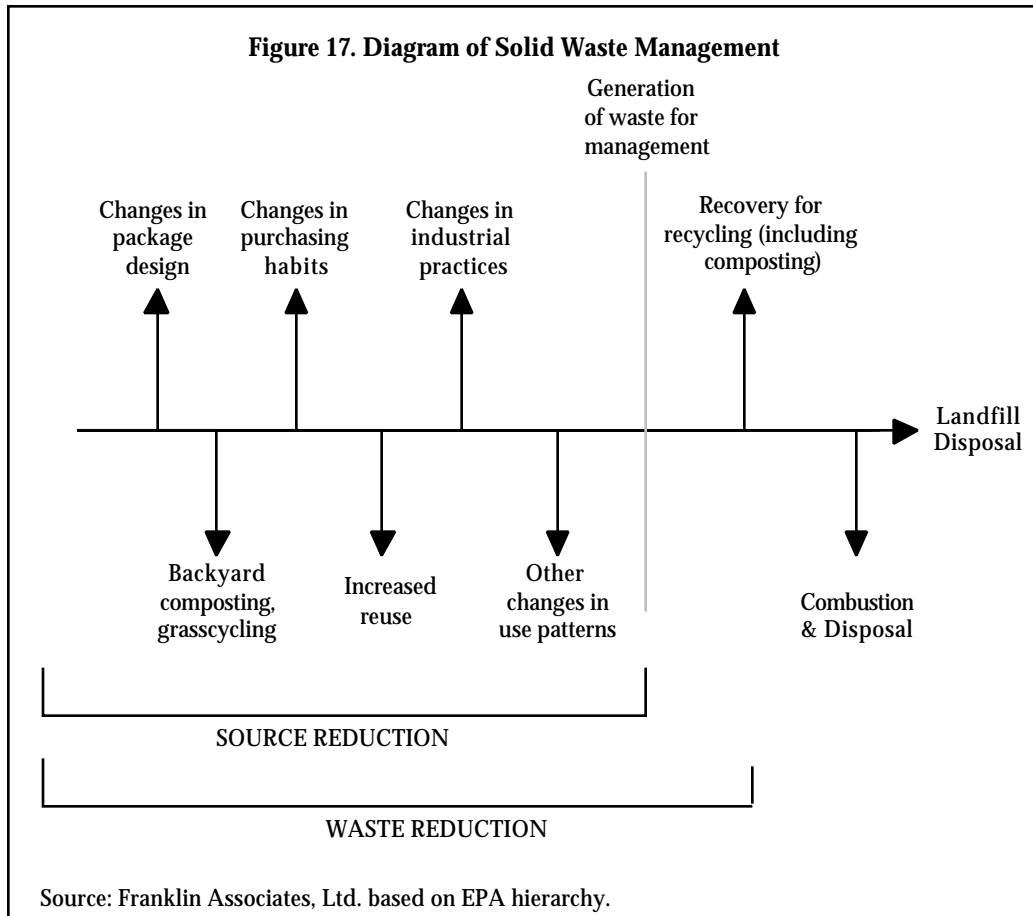 Figure 17. Diagram of Solid Waste Management
Generation
of waste for
management
Changes in
package
design
Changes in
purchasing
habits
Changes in
industrial
practices
Recovery for
recycling (including
composting)
Landfill
Disposal
Backyard
composting,
grasscycling
Increased
reuse
Other
changes in
use patterns
Combustion
& Disposal
SOURCE REDUCTION
WASTE REDUCTION
Source: Franklin Associates, Ltd. based on EPA hierarchy.